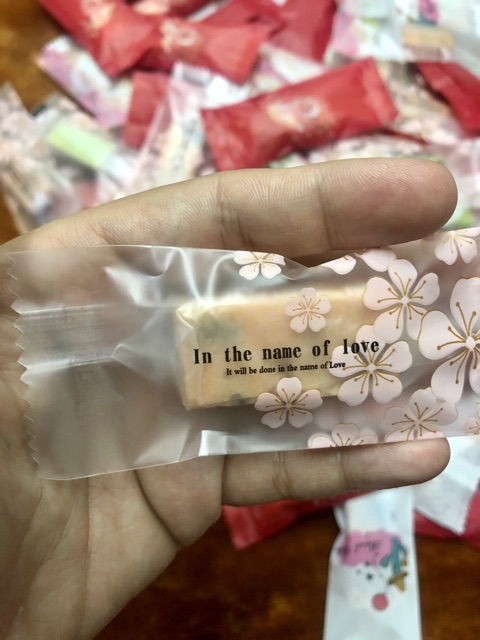 In the name of love
It will be done in the name of Love